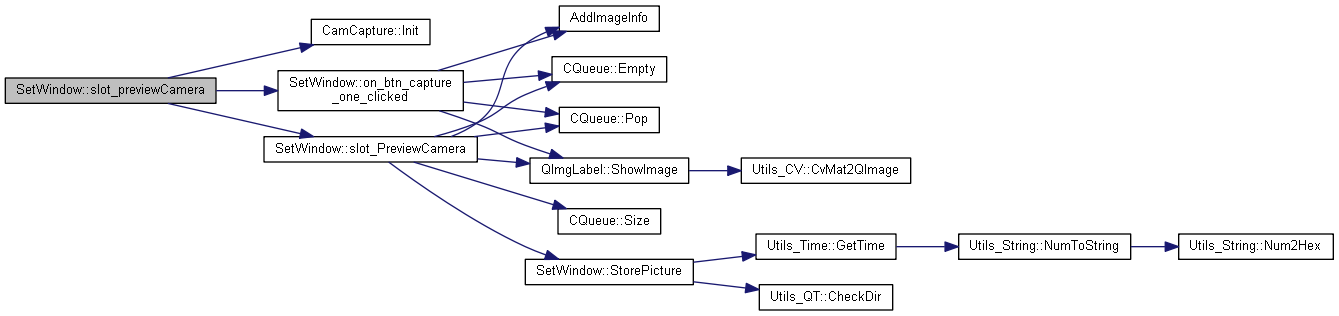 SetWindow::slot_previewCamera
CamCapture::Init
SetWindow::on_btn_capture
_one_clicked
SetWindow::slot_PreviewCamera
AddImageInfo
CQueue::Empty
CQueue::Pop
QImgLabel::ShowImage
CQueue::Size
SetWindow::StorePicture
Utils_CV::CvMat2QImage
Utils_Time::GetTime
Utils_QT::CheckDir
Utils_String::NumToString
Utils_String::Num2Hex